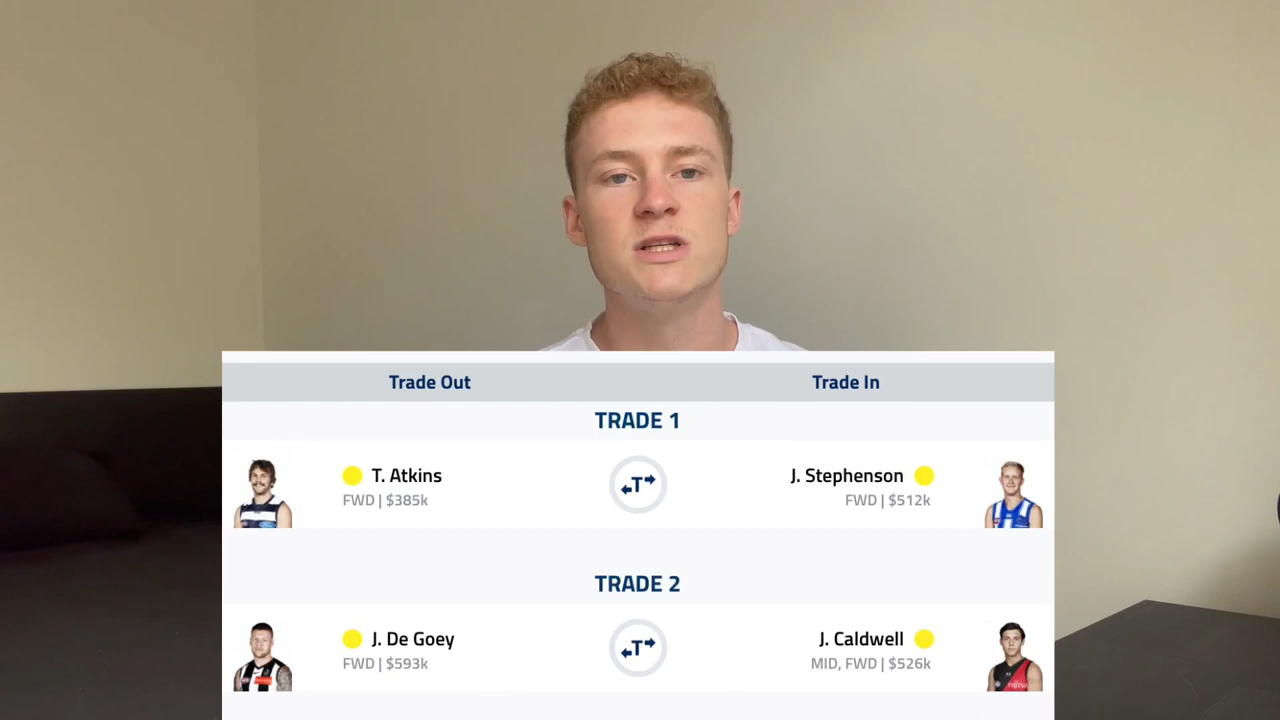 Trade Out Trade In
TRADE 1
T. Atkins J. Stephenson
FWD | $385k FWD | $512k
T
TRADE 2
J. De Goey J. Caldwell
FWD | $593k MID, FWD | $526k
T